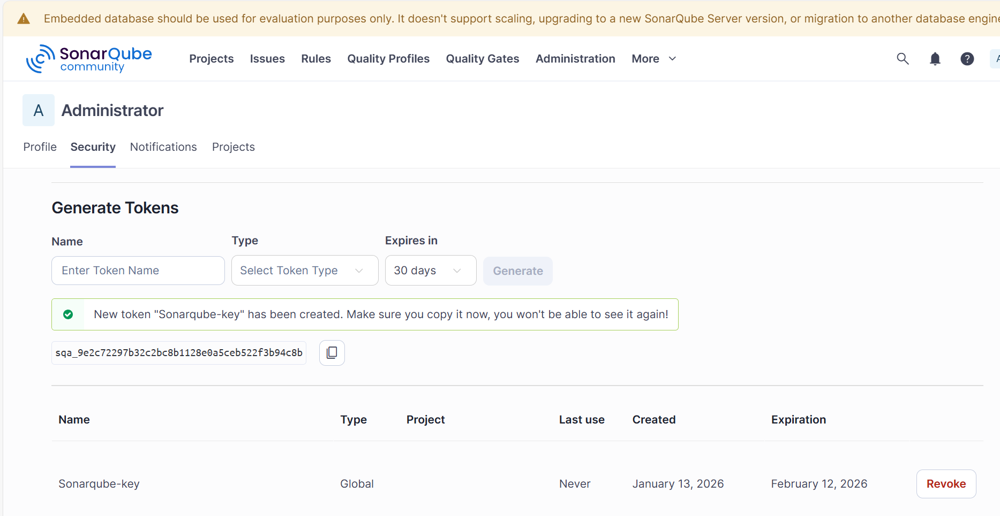 Embedded database should be used for evaluation purposes only. It doesn't support scaling, upgrading to a new SonarQube Server version, or migration to another database engine
SonarQube community
Projects Issues Rules Quality Profiles Quality Gates Administration More ? A
A Administrator
Profile Security Notifications Projects
Generate Tokens
Name Type Expires in
Enter Token Name Select Token Type 30 days Generate
New token "Sonarqube-key" has been created. Make sure you copy it now, you won't be able to see it again!
sqa_9e2c72297b32c2bc8b1128e0a5ceb522f3b94c8b
Name Type Project Last use Created Expiration
Sonarqube-key Global Never January 13, 2026 February 12, 2026 Revoke